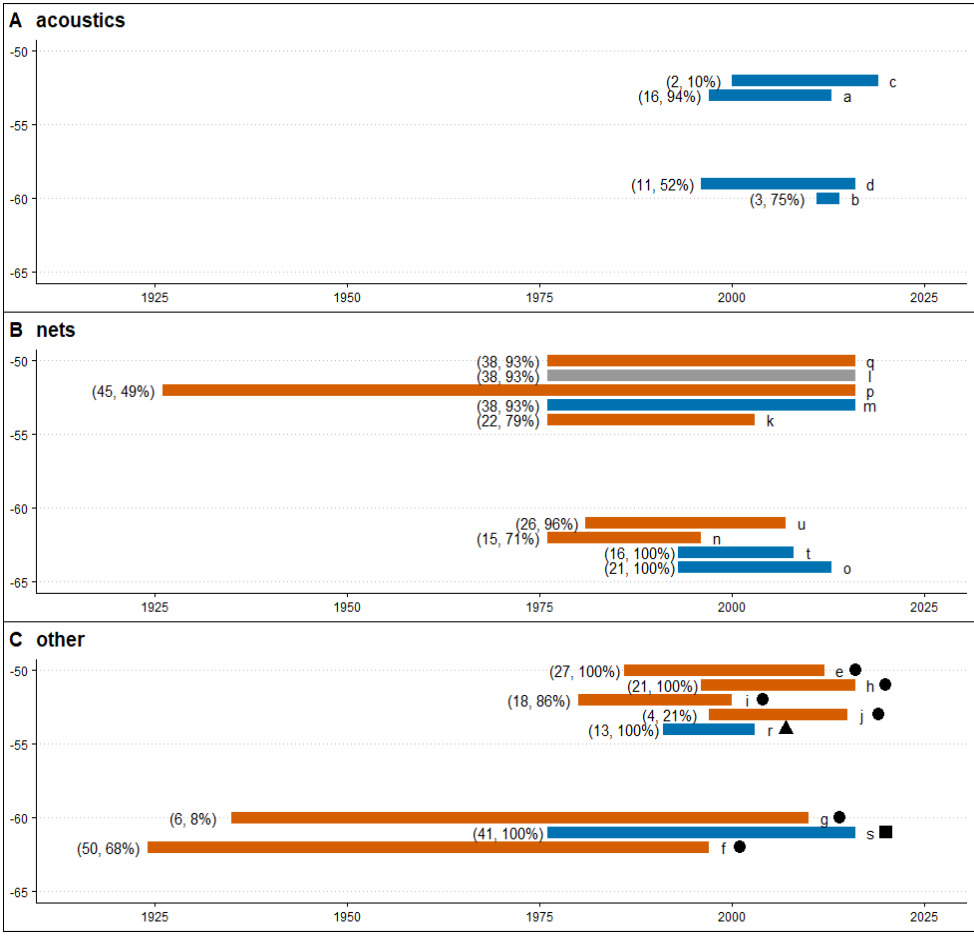 A acoustics
-50
(2, 10%) c
(16, 94%) a
-55
(11, 52%) d
-60
(3, 75%) b
-65
1925 1950 1975 2000 2025
B nets
-50
(38, 93%) q
(38, 93%) l
(45, 49%) p
(38, 93%) m
(22, 79%) k
-55
-60
(26, 96%) u
(15, 71%) n
(16, 100%) t
(21, 100%) o
-65
1925 1950 1975 2000 2025
C other
-50
(27, 100%) e
(21, 100%) h
(18, 86%) i
(4, 21%) j
(13, 100%) r
-55
-60
(6, 8%) g
(41, 100%) s
(50, 68%) f
-65
1925 1950 1975 2000 2025